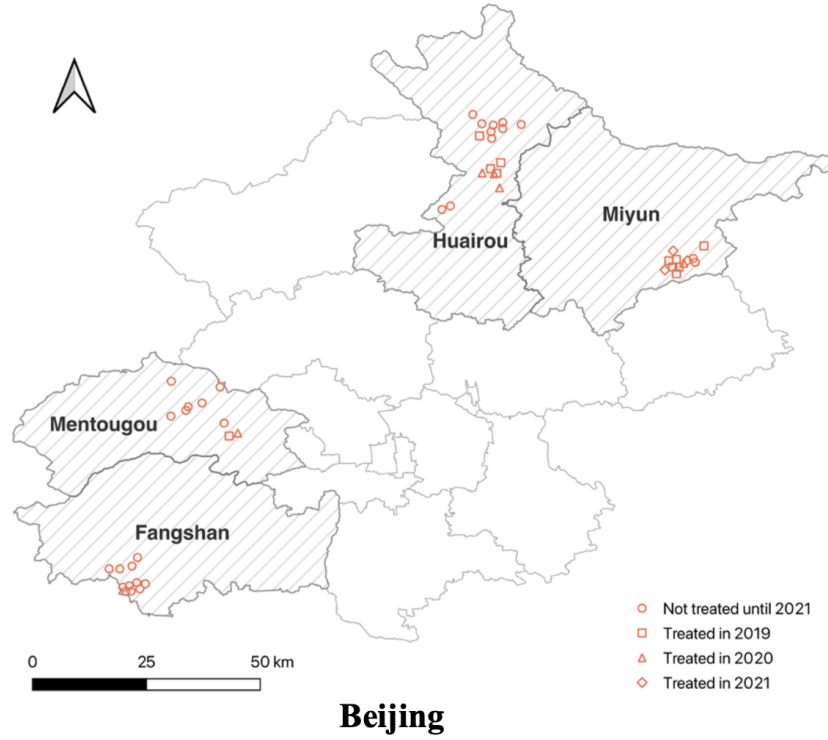 Huairou
Miyun
Mentougou
Fangshan
Not treated until 2021
Treated in 2019
Treated in 2020
Treated in 2021
0 25 50 km
Beijing